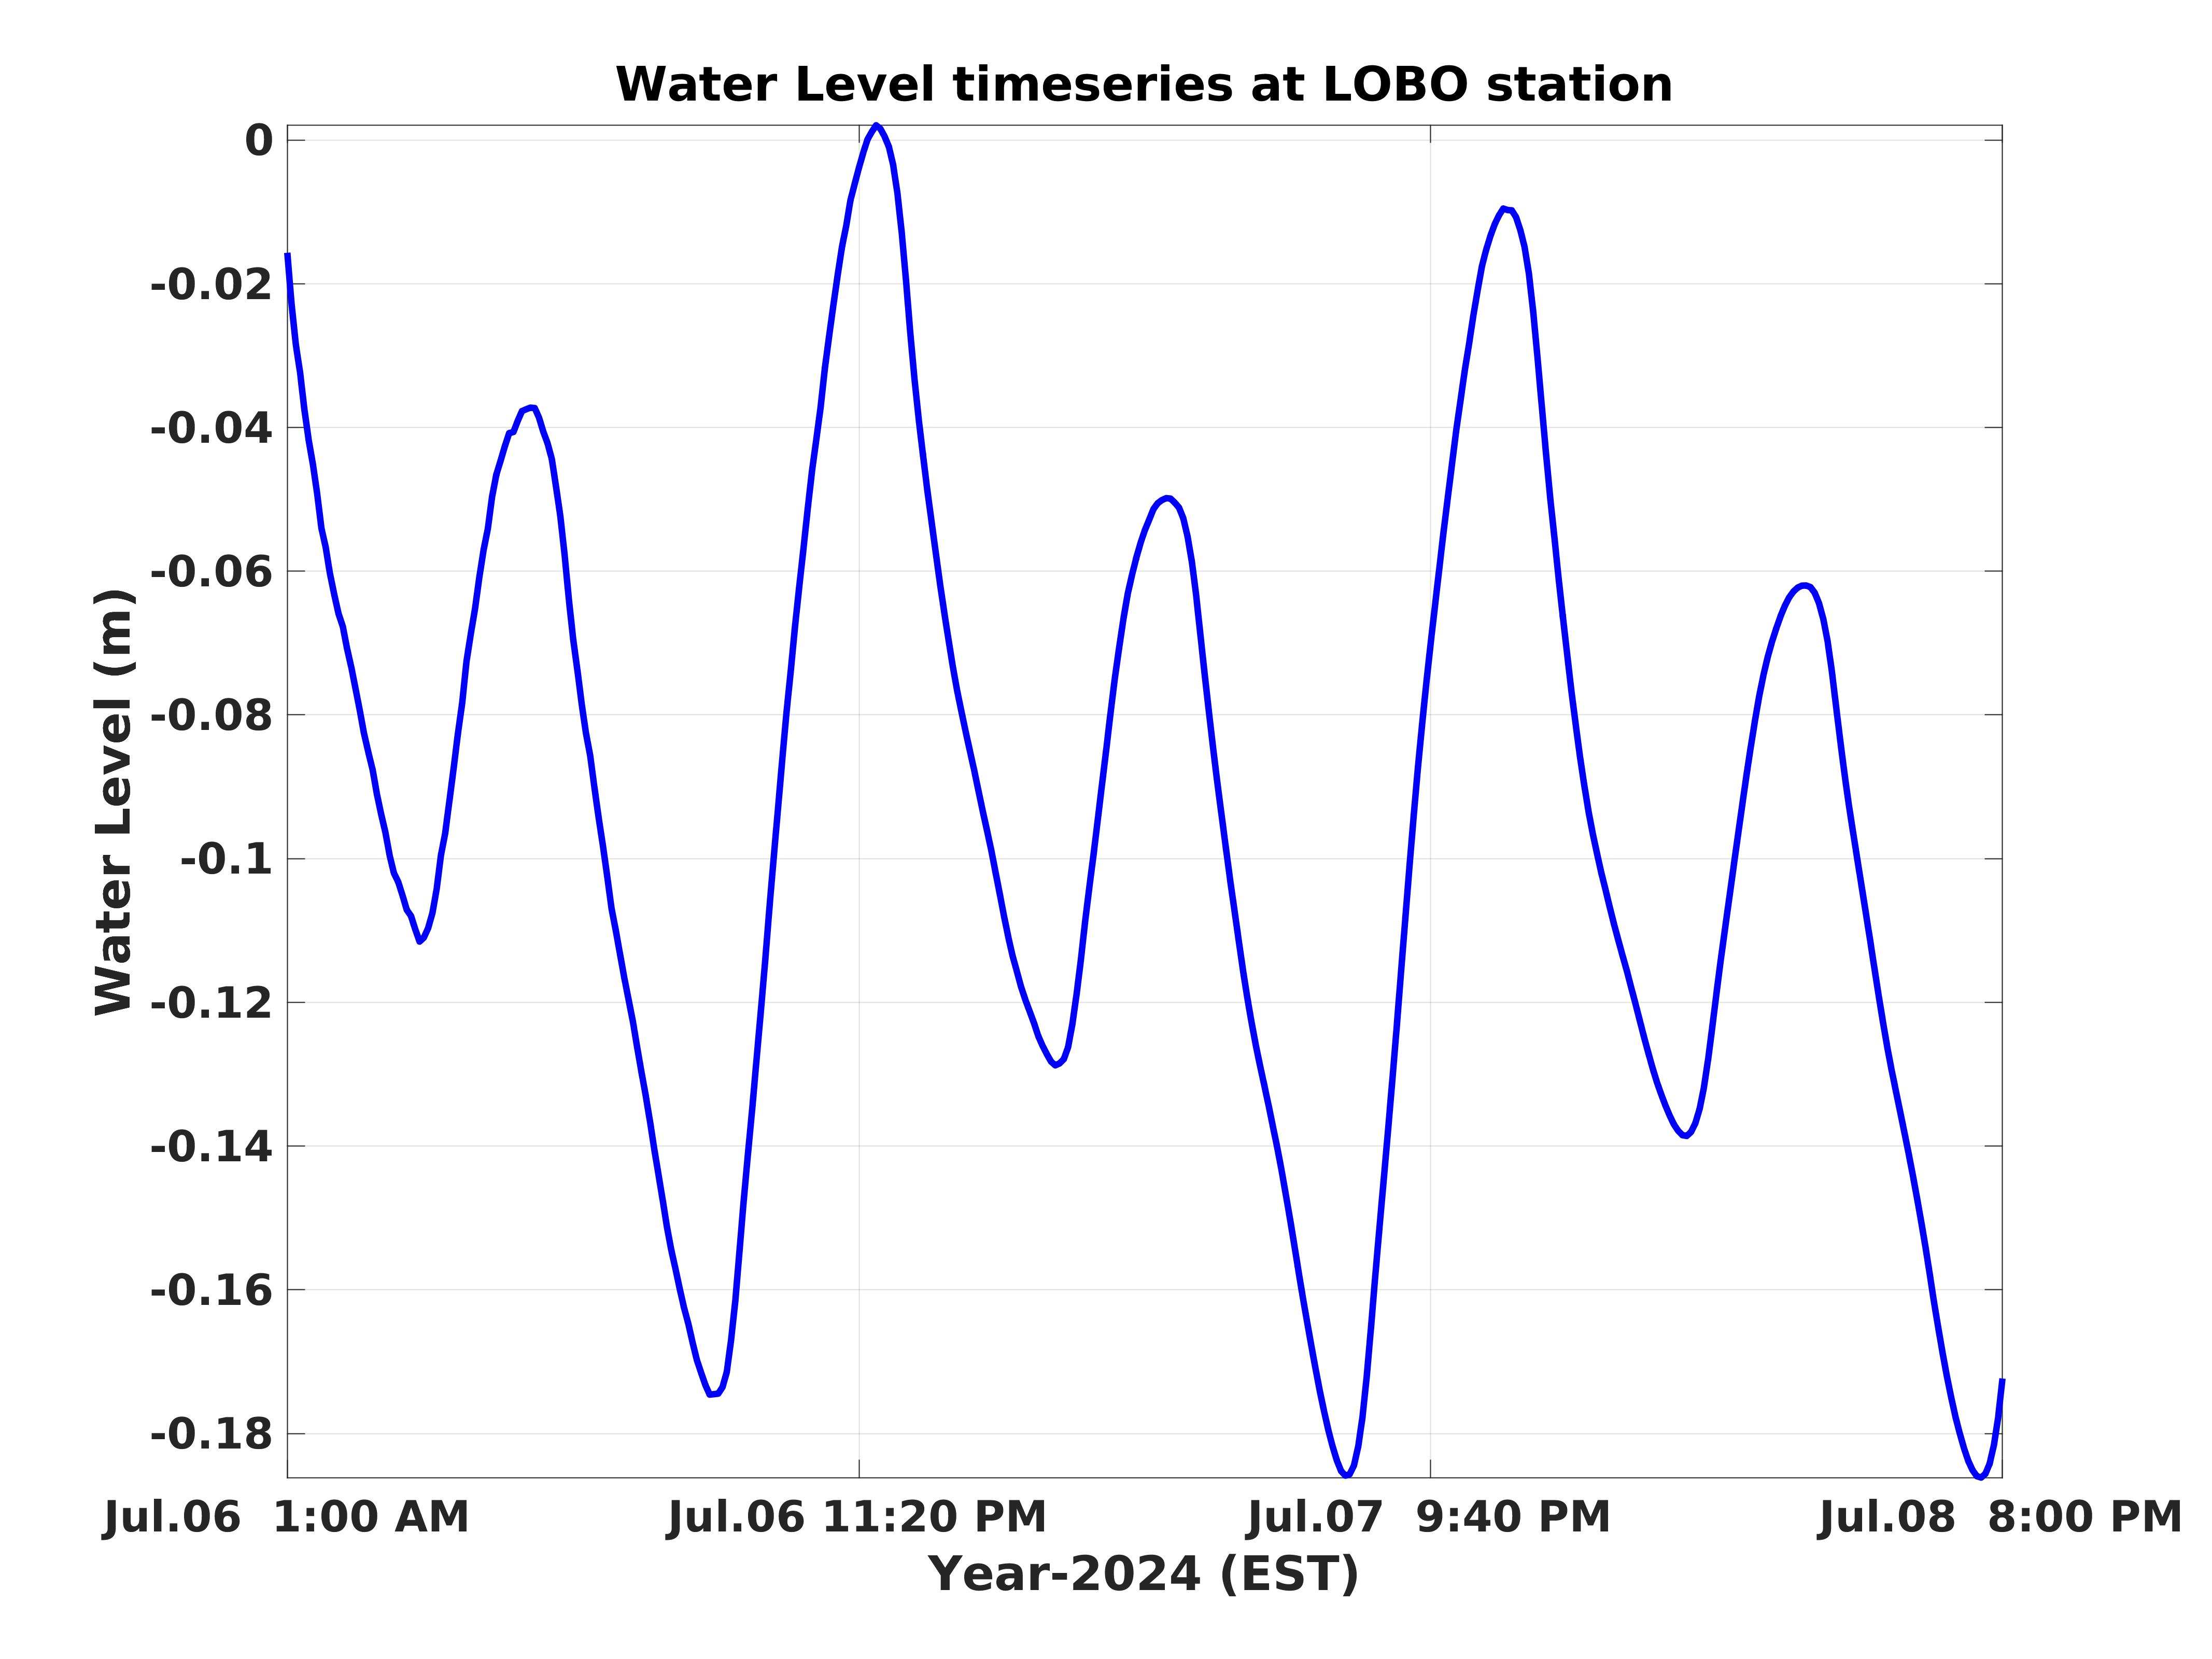 Water Level timeseries at LOBO station
0
-0.02
-0.04
-0.06
-0.08
-0.1
-0.12
-0.14
-0.16
-0.18
Water Level (m)
Jul.06  1:00 AM
Jul.06 11:20 PM
Jul.07  9:40 PM
Jul.08  8:00 PM
Year-2024 (EST)